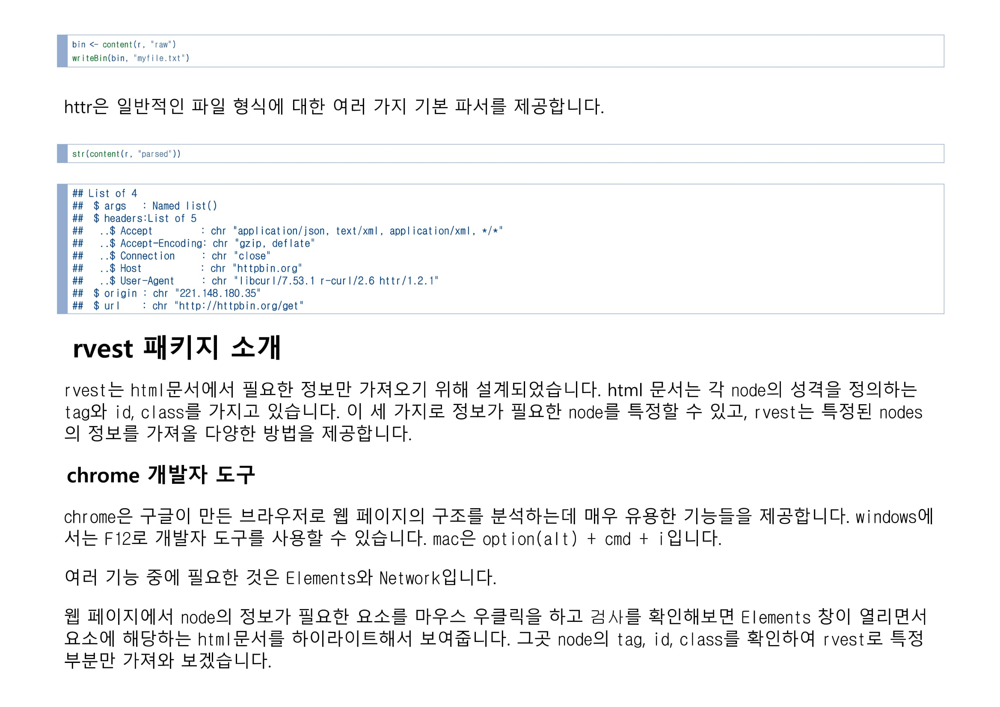 bin <- content(r, "raw")
writeBin(bin, "myfile.txt")
httr은 일반적인 파일 형식에 대한 여러 가지 기본 파서를 제공합니다.
str(content(r, "parsed"))
## List of 4
##  $ args   : Named list()
##  $ headers:List of 5
##   ..$ Accept         : chr "application/json, text/xml, application/xml, */*"
##   ..$ Accept-Encoding: chr "gzip, deflate"
##   ..$ Connection     : chr "close"
##   ..$ Host           : chr "httpbin.org"
##   ..$ User-Agent     : chr "libcurl/7.53.1 r-curl/2.6 httr/1.2.1"
##  $ origin : chr "221.148.180.35"
##  $ url    : chr "http://httpbin.org/get"
rvest 패키지 소개
rvest는 html문서에서 필요한 정보만 가져오기 위해 설계되었습니다. html 문서는 각 node의 성격을 정의하는
tag와 id, class를 가지고 있습니다. 이 세 가지로 정보가 필요한 node를 특정할 수 있고, rvest는 특정된 nodes
의 정보를 가져올 다양한 방법을 제공합니다.
chrome 개발자 도구
chrome은 구글이 만든 브라우저로 웹 페이지의 구조를 분석하는데 매우 유용한 기능들을 제공합니다. windows에
서는 F12로 개발자 도구를 사용할 수 있습니다. mac은 option(alt) + cmd + i입니다.
여러 기능 중에 필요한 것은 Elements와 Network입니다.
웹 페이지에서 node의 정보가 필요한 요소를 마우스 우클릭을 하고 검사를 확인해보면 Elements 창이 열리면서
요소에 해당하는 html문서를 하이라이트해서 보여줍니다. 그곳 node의 tag, id, class를 확인하여 rvest로 특정
부분만 가져와 보겠습니다.